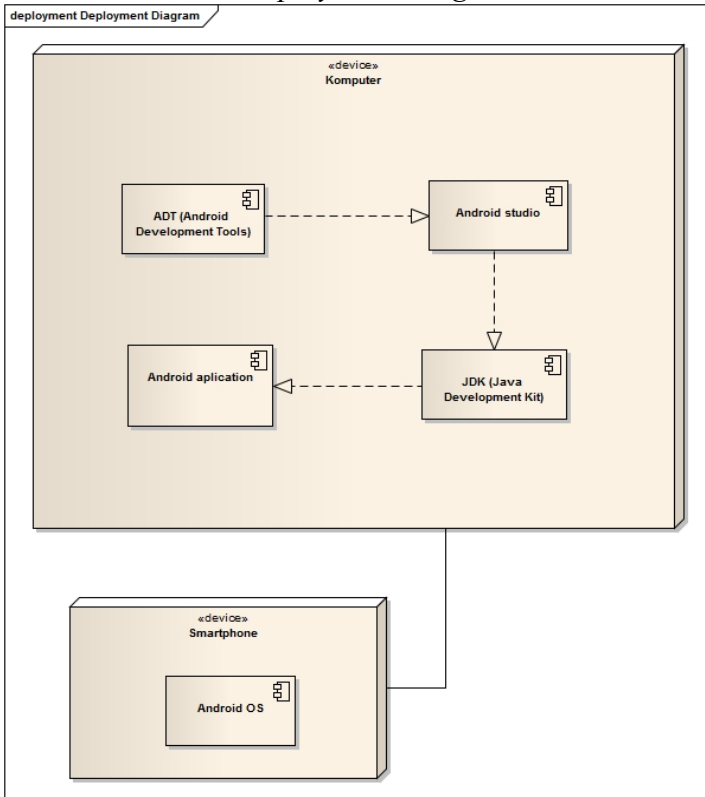 deployment Deployment Diagram
«device»
Komputer
ADT (Android
Development Tools)
Android studio
Android aplication
JDK (Java
Development Kit)
«device»
Smartphone
Android OS